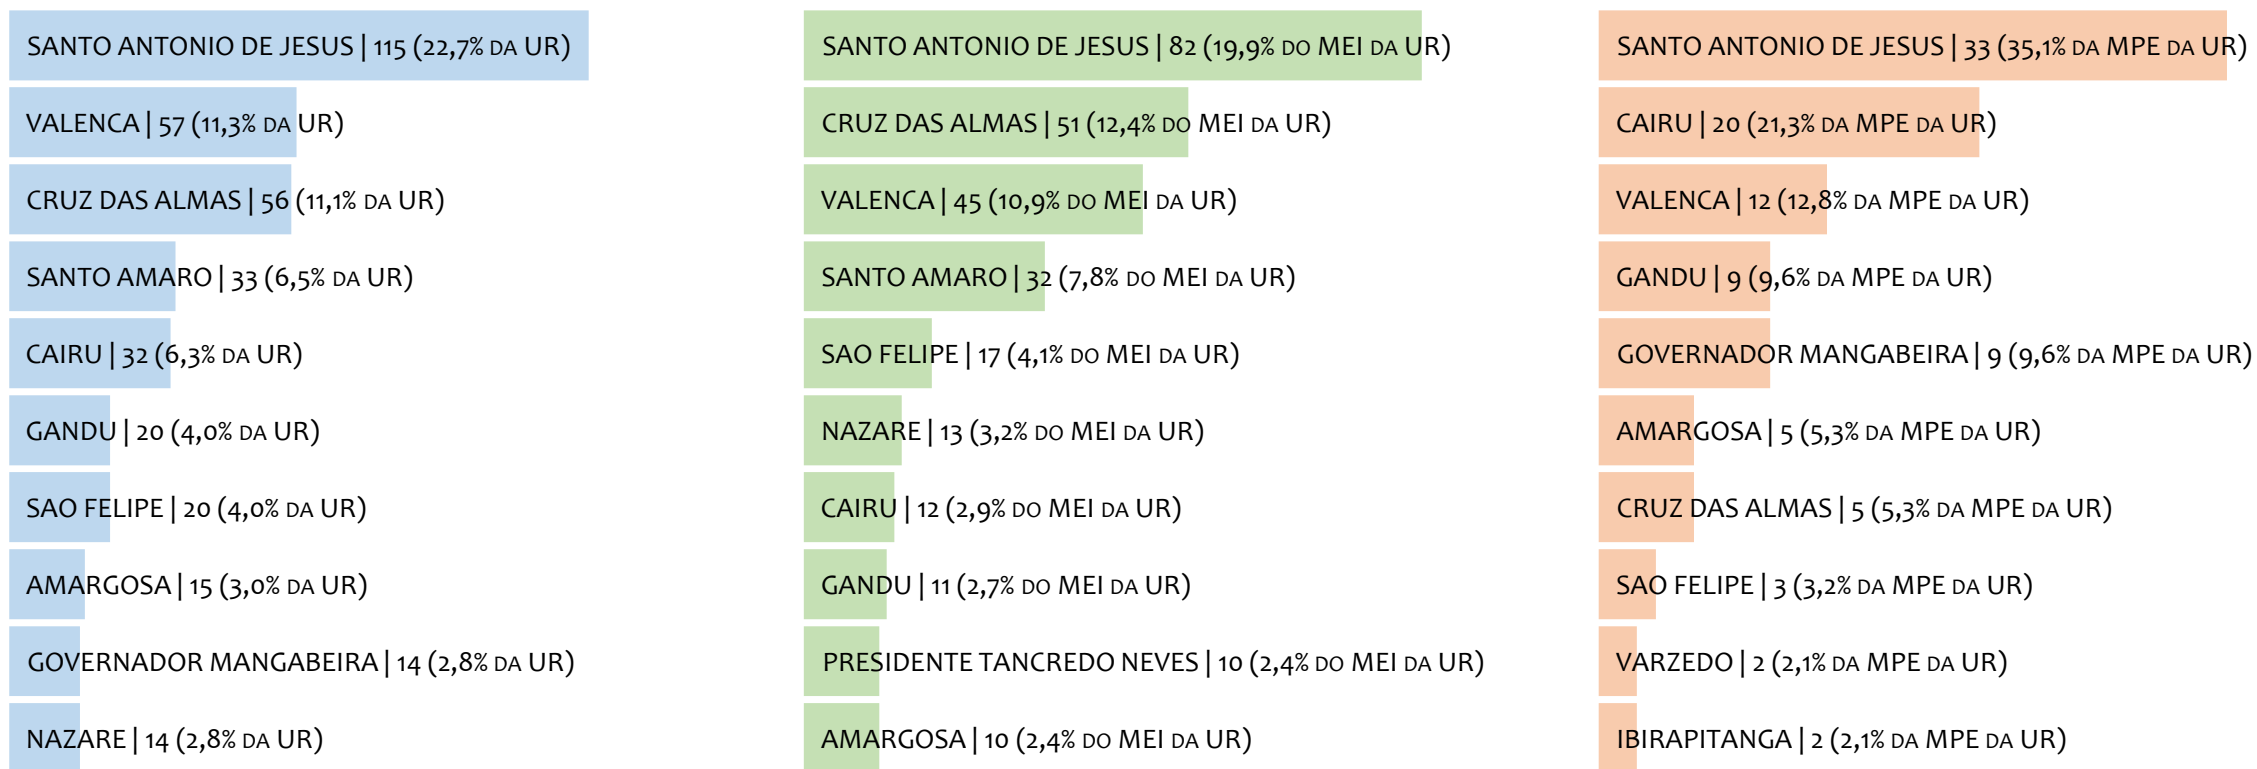 SANTO ANTONIO DE JESUS | 115 (22,7% DA UR)
VALENCA | 57 (11,3% DA UR)
CRUZ DAS ALMAS | 56 (11,1% DA UR)
SANTO AMARO | 33 (6,5% DA UR)
CAIRU | 32 (6,3% DA UR)
GANDU | 20 (4,0% DA UR)
SAO FELIPE | 20 (4,0% DA UR)
AMARGOSA | 15 (3,0% DA UR)
GOVERNADOR MANGABEIRA | 14 (2,8% DA UR)
NAZARE | 14 (2,8% DA UR)
SANTO ANTONIO DE JESUS | 82 (19,9% DO MEI DA UR)
CRUZ DAS ALMAS | 51 (12,4% DO MEI DA UR)
VALENCA | 45 (10,9% DO MEI DA UR)
SANTO AMARO | 32 (7,8% DO MEI DA UR)
SAO FELIPE | 17 (4,1% DO MEI DA UR)
NAZARE | 13 (3,2% DO MEI DA UR)
CAIRU | 12 (2,9% DO MEI DA UR)
GANDU | 11 (2,7% DO MEI DA UR)
PRESIDENTE TANCREDO NEVES | 10 (2,4% DO MEI DA UR)
AMARGOSA | 10 (2,4% DO MEI DA UR)
SANTO ANTONIO DE JESUS | 33 (35,1% DA MPE DA UR)
CAIRU | 20 (21,3% DA MPE DA UR)
VALENCA | 12 (12,8% DA MPE DA UR)
GANDU | 9 (9,6% DA MPE DA UR)
GOVERNADOR MANGABEIRA | 9 (9,6% DA MPE DA UR)
AMARGOSA | 5 (5,3% DA MPE DA UR)
CRUZ DAS ALMAS | 5 (5,3% DA MPE DA UR)
SAO FELIPE | 3 (3,2% DA MPE DA UR)
VARZEDO | 2 (2,1% DA MPE DA UR)
IBIRAPITANGA | 2 (2,1% DA MPE DA UR)